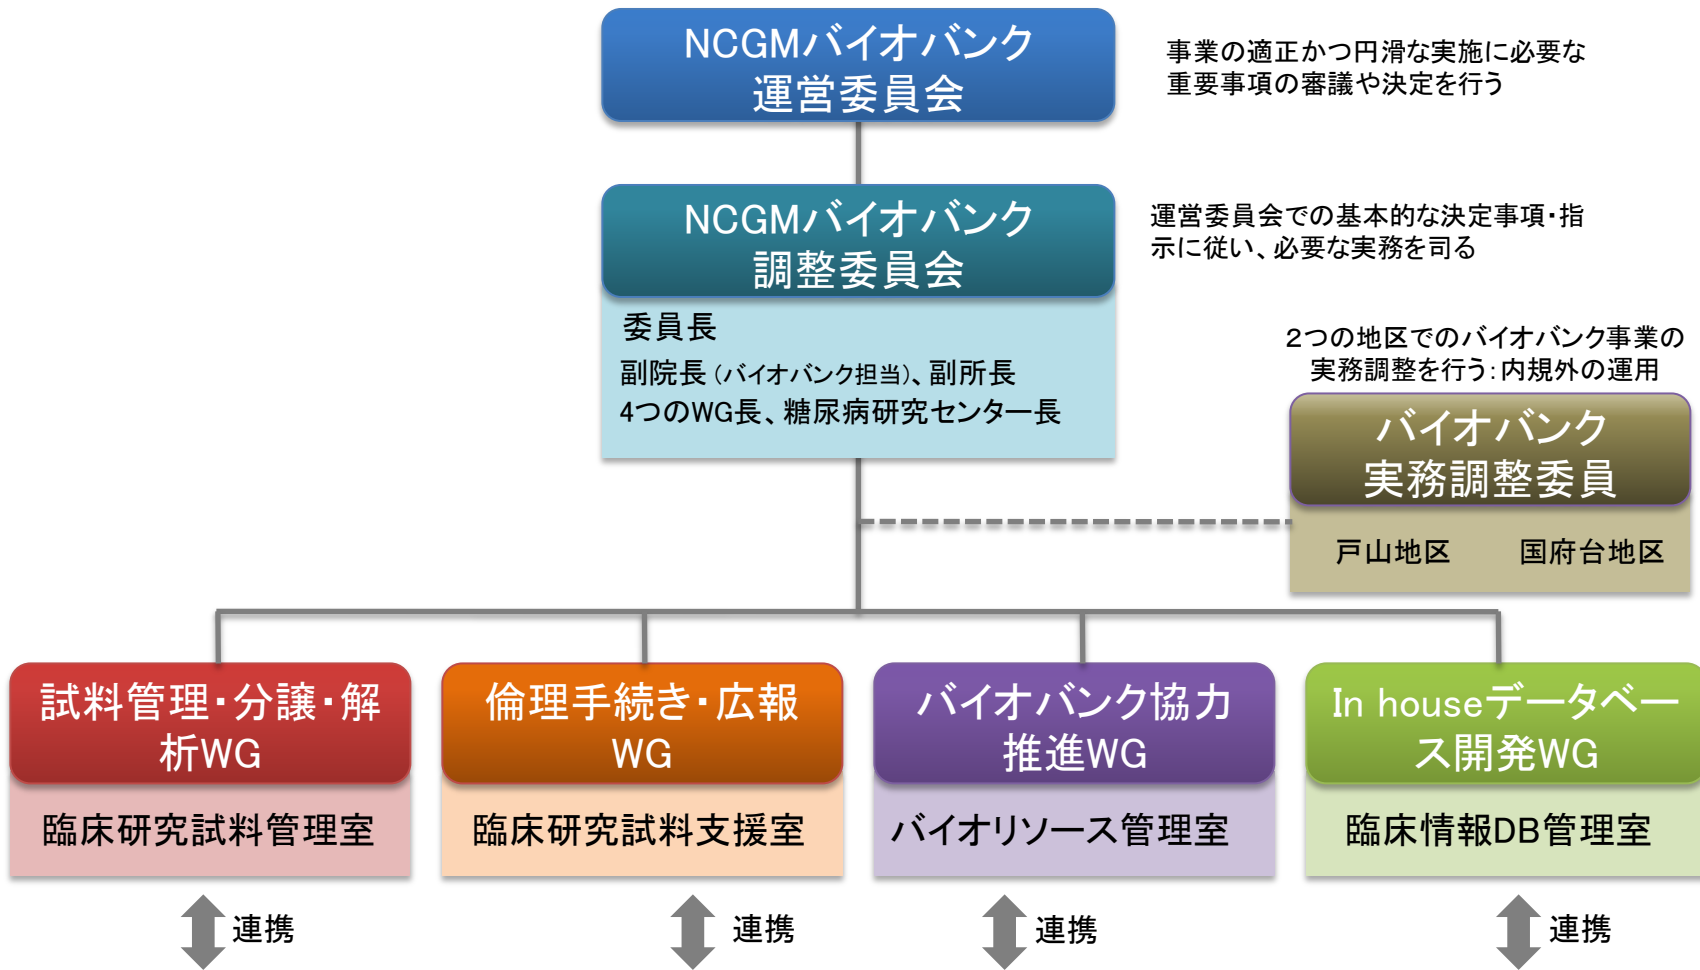 NCGMバイオバンク
運営委員会
事業の適正かつ円滑な実施に必要な
重要事項の審議や決定を行う
NCGMバイオバンク
調整委員会
運営委員会での基本的な決定事項・指
示に従い、必要な実務を司る
委員長
副院長(バイオバンク担当)、副所長
4つのWG長、糖尿病研究センター長
２つの地区でのバイオバンク事業の
実務調整を行う：内規外の運用
バイオバンク
実務調整委員
戸山地区 国府台地区
試料管理・分譲・解
析WG
臨床研究試料管理室
倫理手続き・広報
WG
臨床研究試料支援室
バイオバンク協力
推進WG
バイオリソース管理室
In houseデータベー
ス開発WG
臨床情報DB管理室
連携
連携
連携
連携